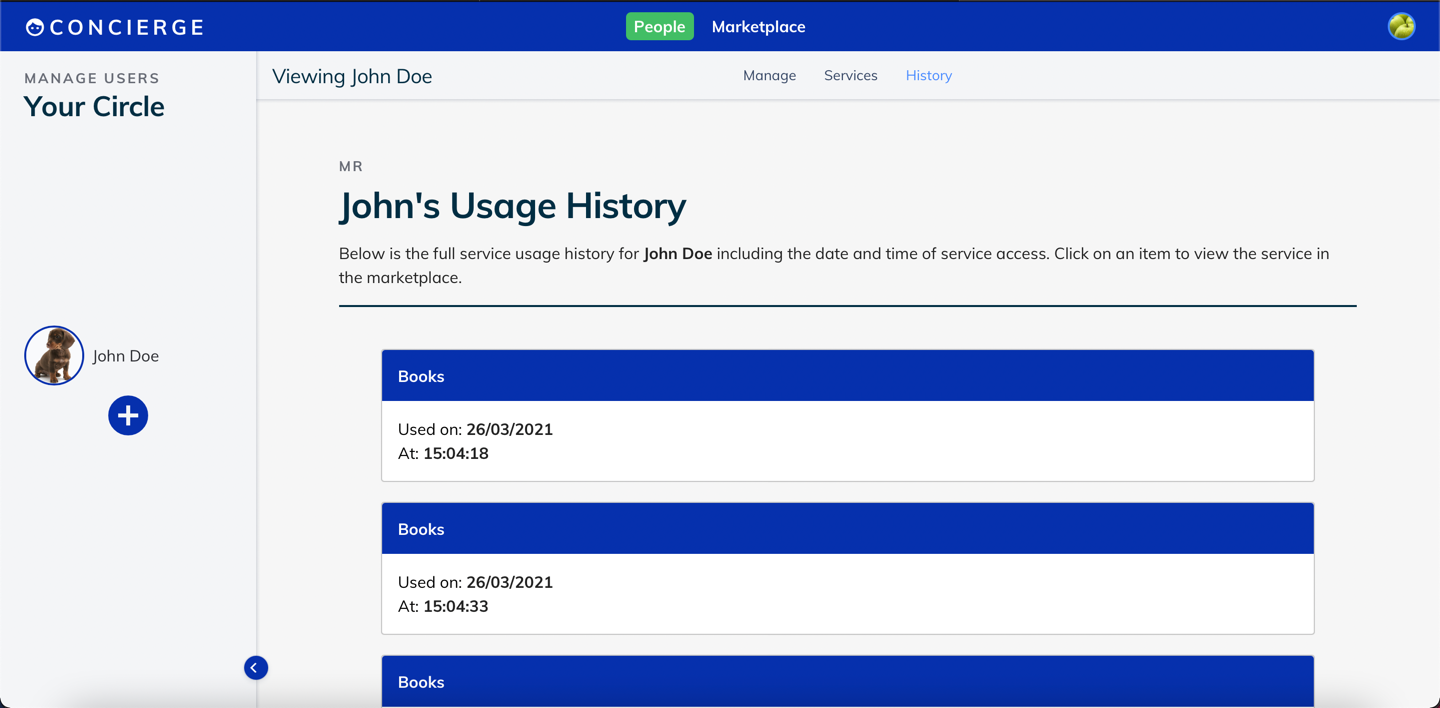 CONCIERGE
People
Marketplace
MANAGE USERS
Your Circle
John Doe
Viewing John Doe
Manage
Services
History
MR
John's Usage History
Below is the full service usage history for John Doe including the date and time of service access. Click on an item to view the service in
the marketplace.
Books
Used on: 26/03/2021
At: 15:04:18
Books
Used on: 26/03/2021
At: 15:04:33
Books